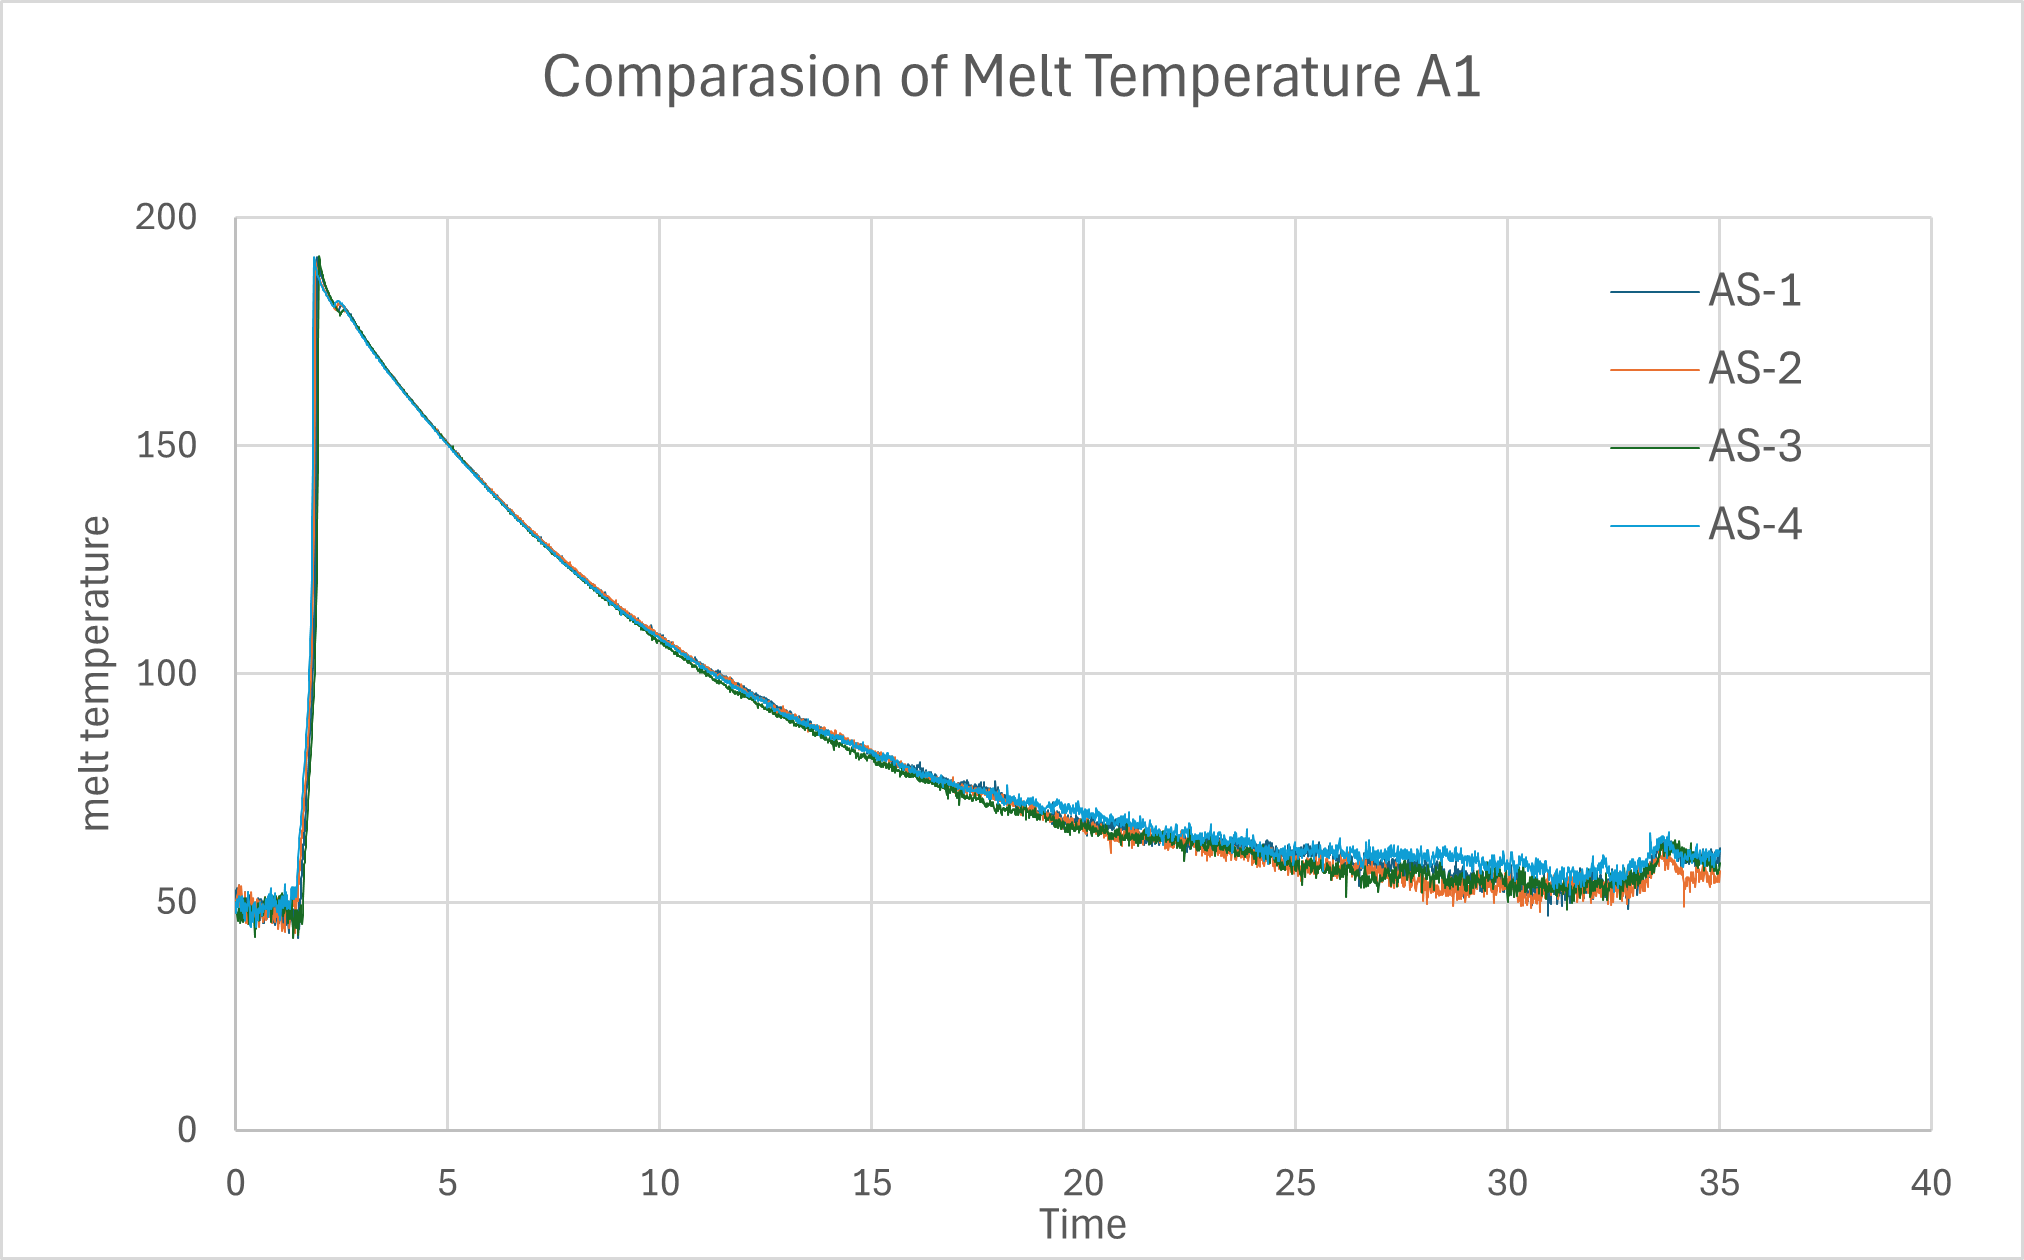 Comparasion of Melt Temperature A1
200
150
100
50
0
melt temperature
0 5 10 15 20 25 30 35 40
Time
AS-1
AS-2
AS-3
AS-4